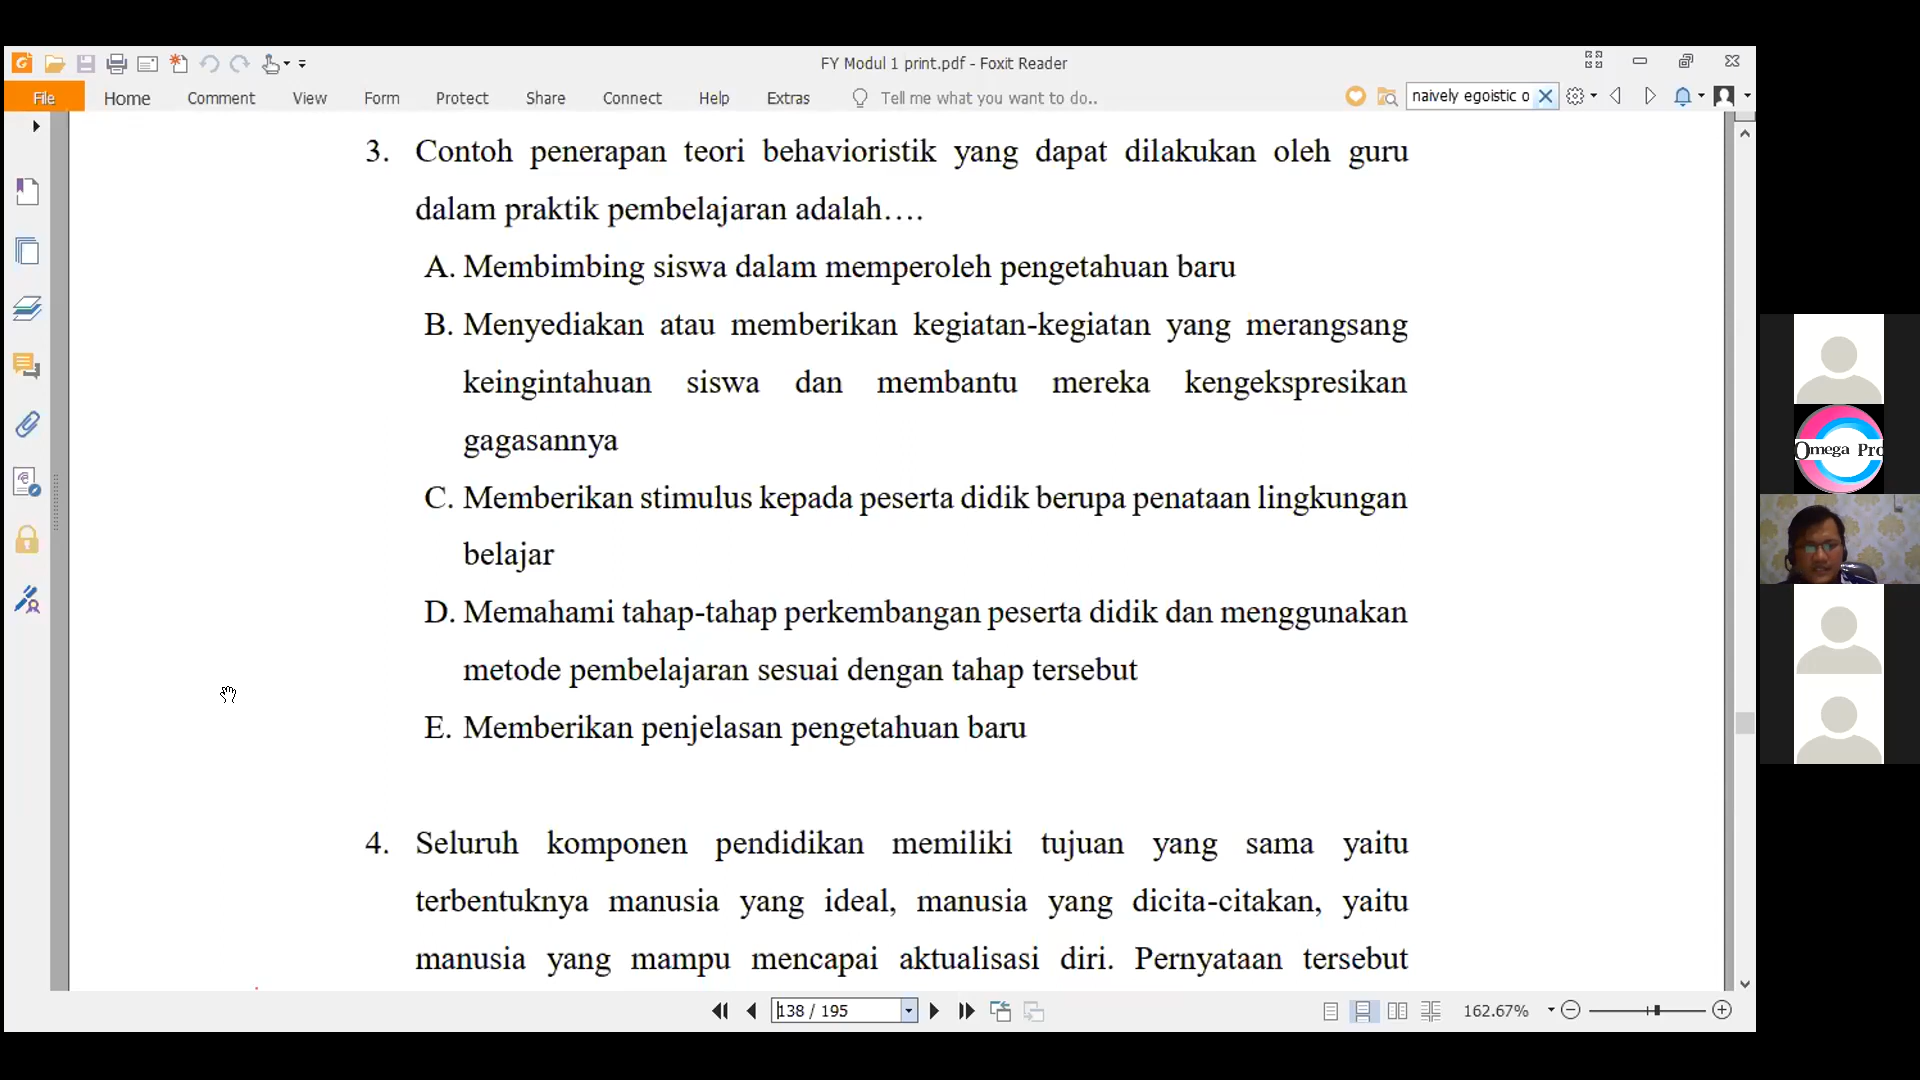 FY Modul 1 print.pdf - Foxit Reader
File Home Comment View Form Protect Share Connect Help Extras Tell me what you want to do.. naively egoistic o
3. Contoh penerapan teori behavioristik yang dapat dilakukan oleh guru
dalam praktik pembelajaran adalah….
A. Membimbing siswa dalam memperoleh pengetahuan baru
B. Menyediakan atau memberikan kegiatan-kegiatan yang merangsang
keingintahuan siswa dan membantu mereka kengekspresikan
gagasannya
C. Memberikan stimulus kepada peserta didik berupa penataan lingkungan
belajar
D. Memahami tahap-tahap perkembangan peserta didik dan menggunakan
metode pembelajaran sesuai dengan tahap tersebut
E. Memberikan penjelasan pengetahuan baru
4. Seluruh komponen pendidikan memiliki tujuan yang sama yaitu
terbentuknya manusia yang ideal, manusia yang dicita-citakan, yaitu
manusia yang mampu mencapai aktualisasi diri. Pernyataan tersebut
138 / 195
162.67%
Omega Pro